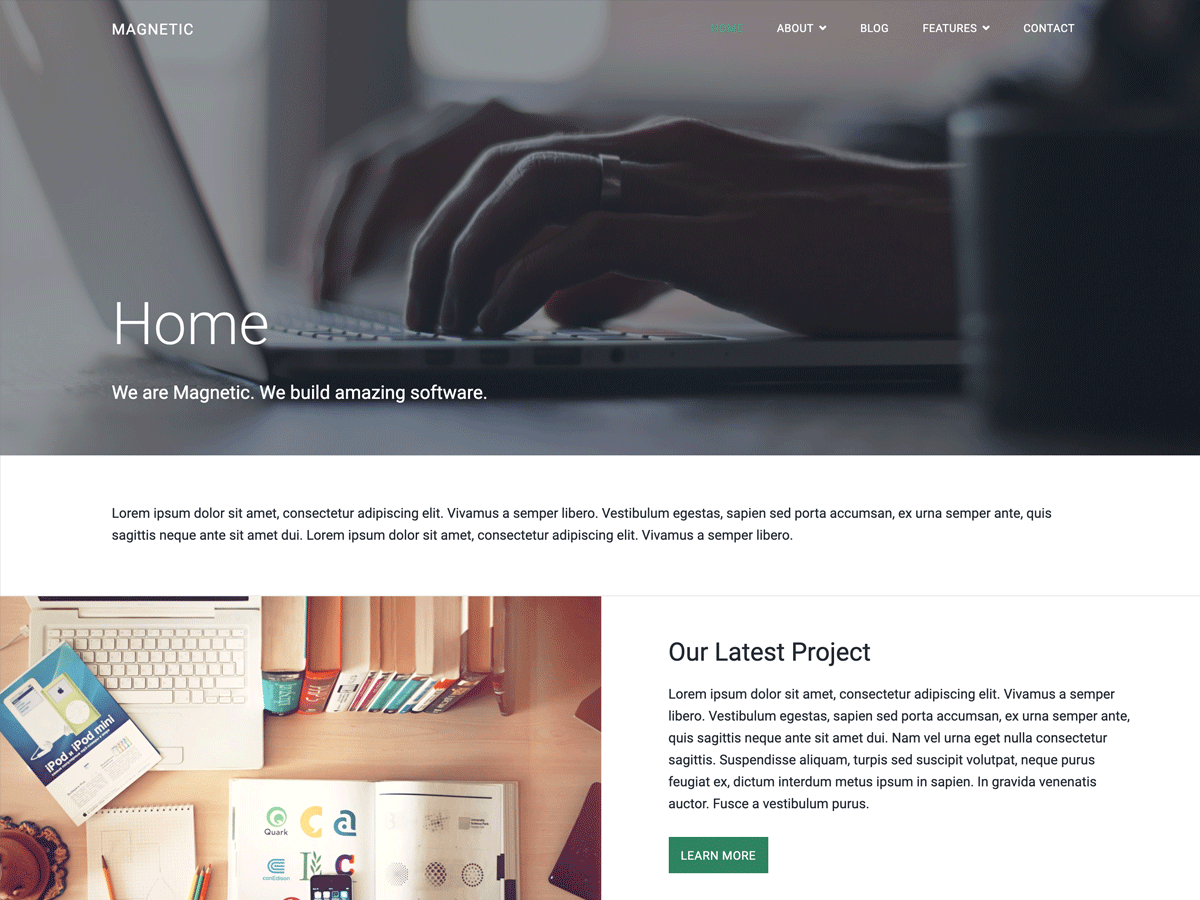 MAGNETIC
HOME
ABOUT
BLOG
FEATURES
CONTACT
Home
We are Magnetic. We build amazing software.
Lorem ipsum dolor sit amet, consectetur adipiscing elit. Vivamus a semper libero. Vestibulum egestas, sapien sed porta accumsan, ex urna semper ante, quis
sagittis neque ante sit amet dui. Lorem ipsum dolor sit amet, consectetur adipiscing elit. Vivamus a semper libero.
Our Latest Project
Lorem ipsum dolor sit amet, consectetur adipiscing elit. Vivamus a semper
libero. Vestibulum egestas, sapien sed porta accumsan, ex urna semper ante,
quis sagittis neque ante sit amet dui. Nam vel urna eget nulla consectetur
sagittis. Suspendisse aliquam, turpis sed suscipit volutpat, neque purus
feugiat ex, dictum interdum metus ipsum in sapien. In gravida venenatis
auctor. Fusce a vestibulum purus.
LEARN MORE
iPod и iPod mini
Quark
conEdison